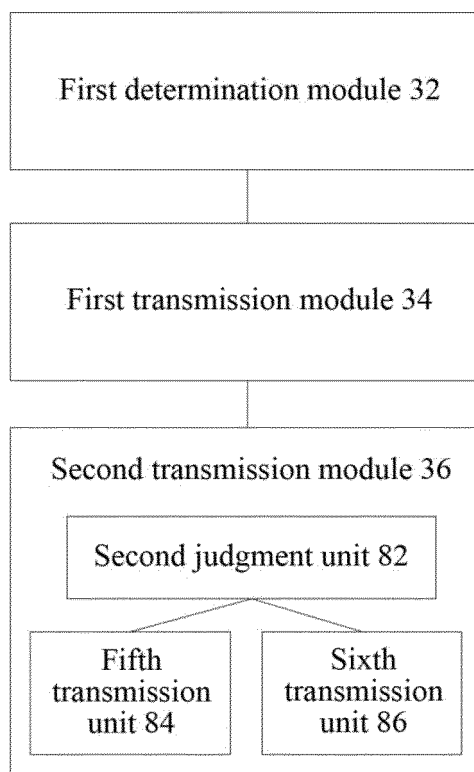 First determination module 32
First transmission module 34
Second transmission module 36
Second judgment unit 82
Fifth
transmission
unit 84
Sixth
transmission
unit 86